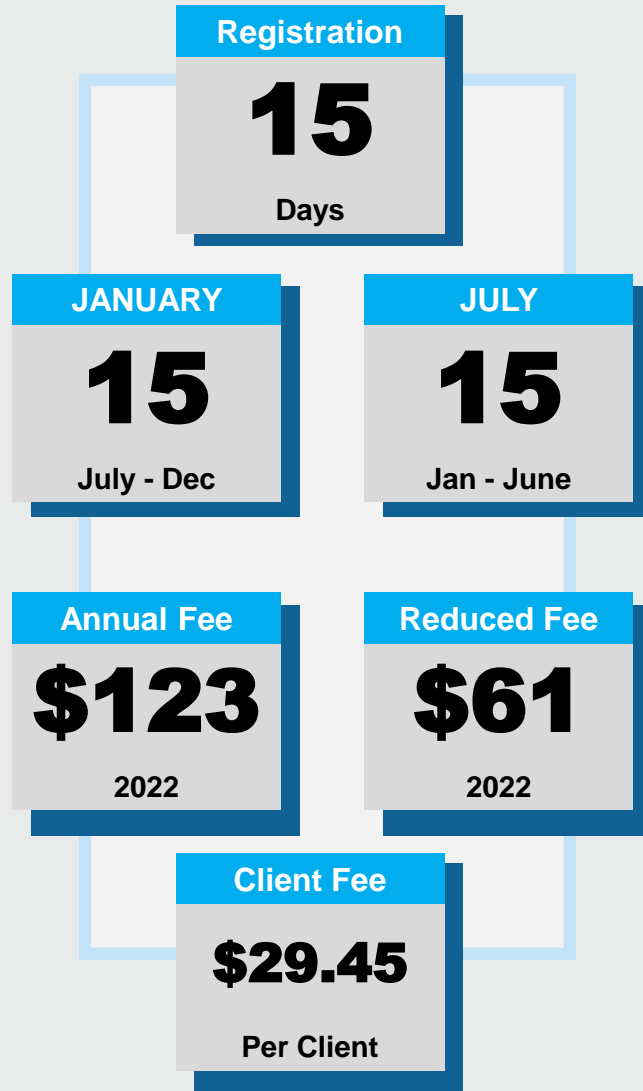 Registration
15
Days
JANUARY
15
July - Dec
JULY
15
Jan - June
Annual Fee
$123
2022
Reduced Fee
$61
2022
Client Fee
$29.45
Per Client